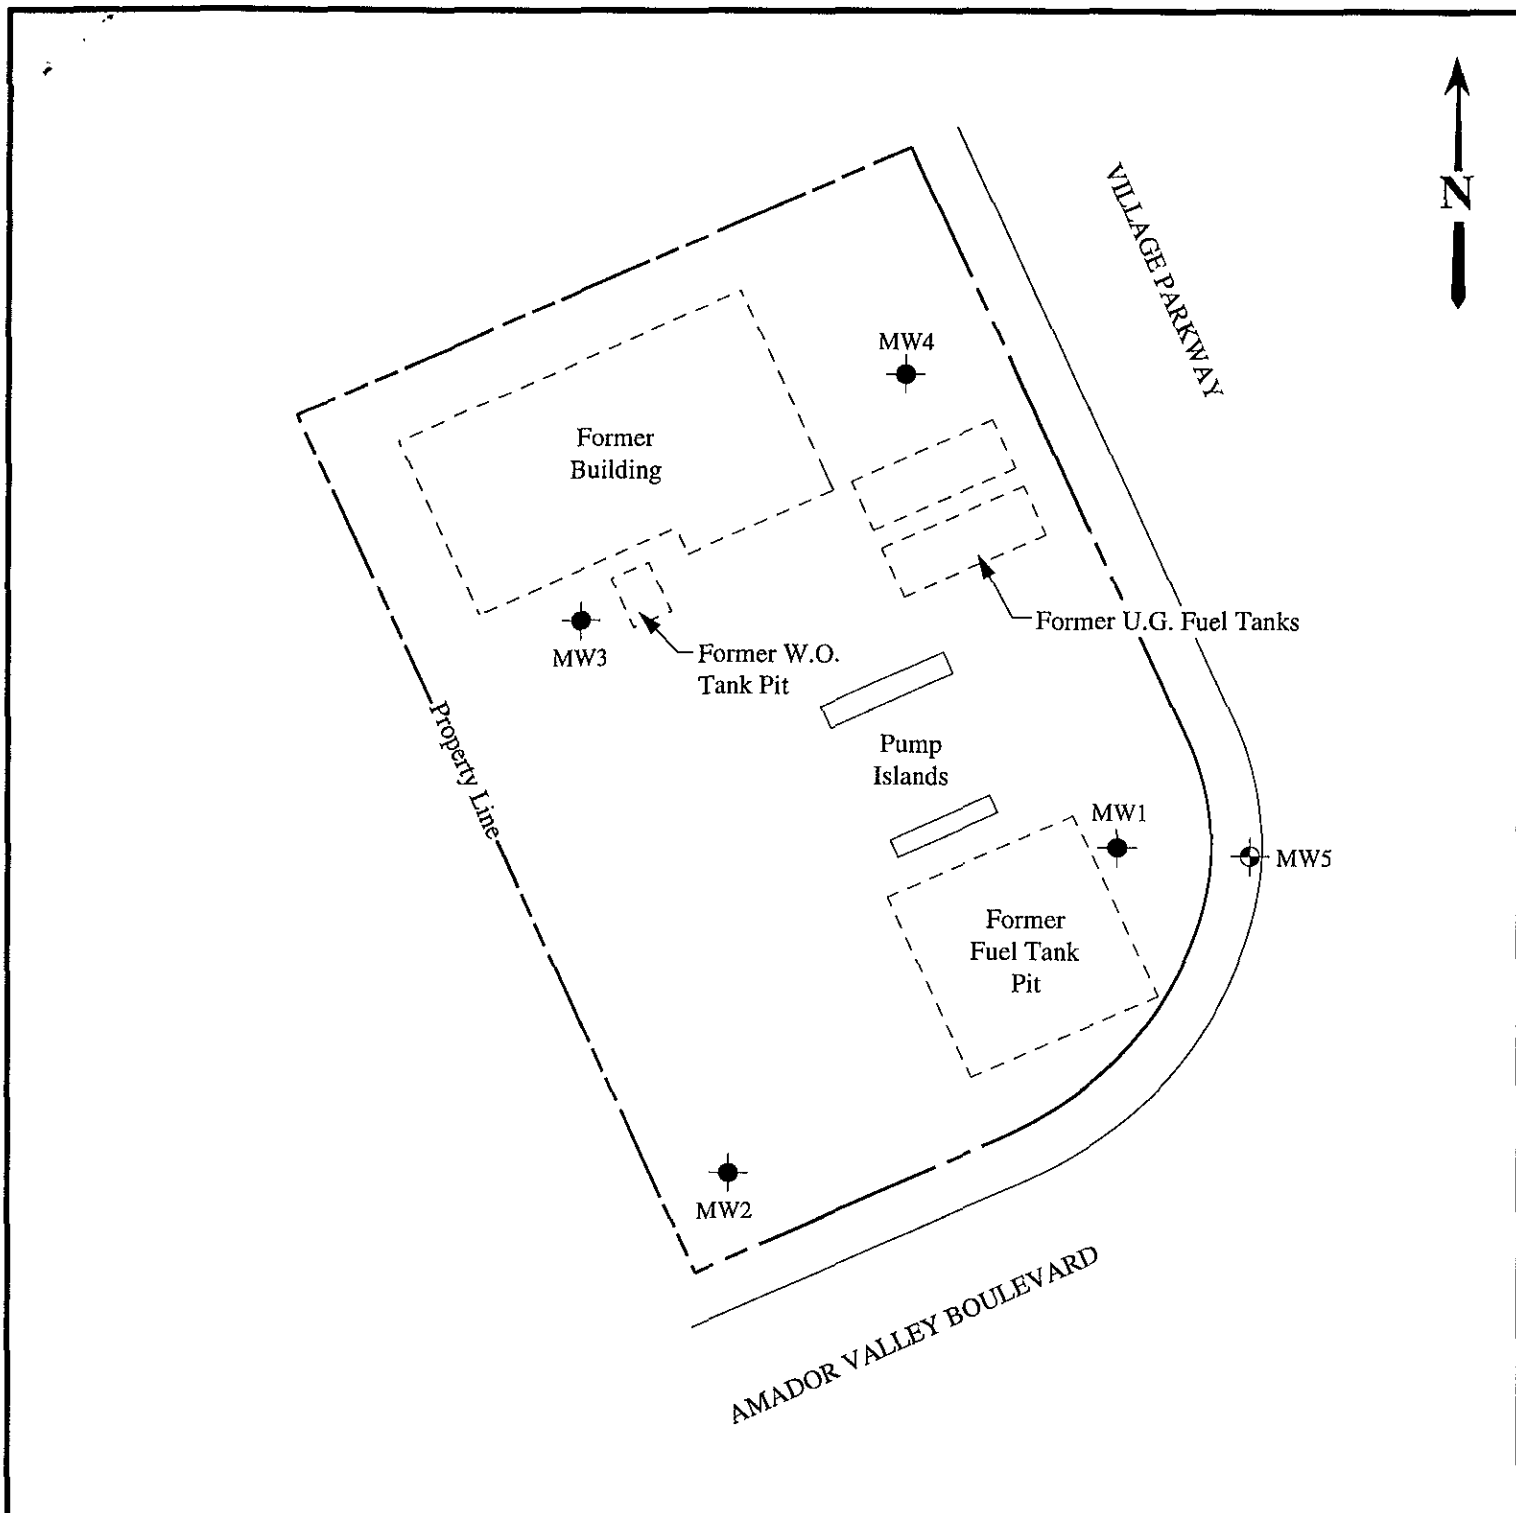 N
VILLAGE PARKWAY
MW4
Former
Building
Former U.G. Fuel Tanks
MW3
Former W.O.
Tank Pit
Property Line
Pump
Islands
MW1
MW5
Former
Fuel Tank
Pit
MW2
AMADOR VALLEY BOULEVARD